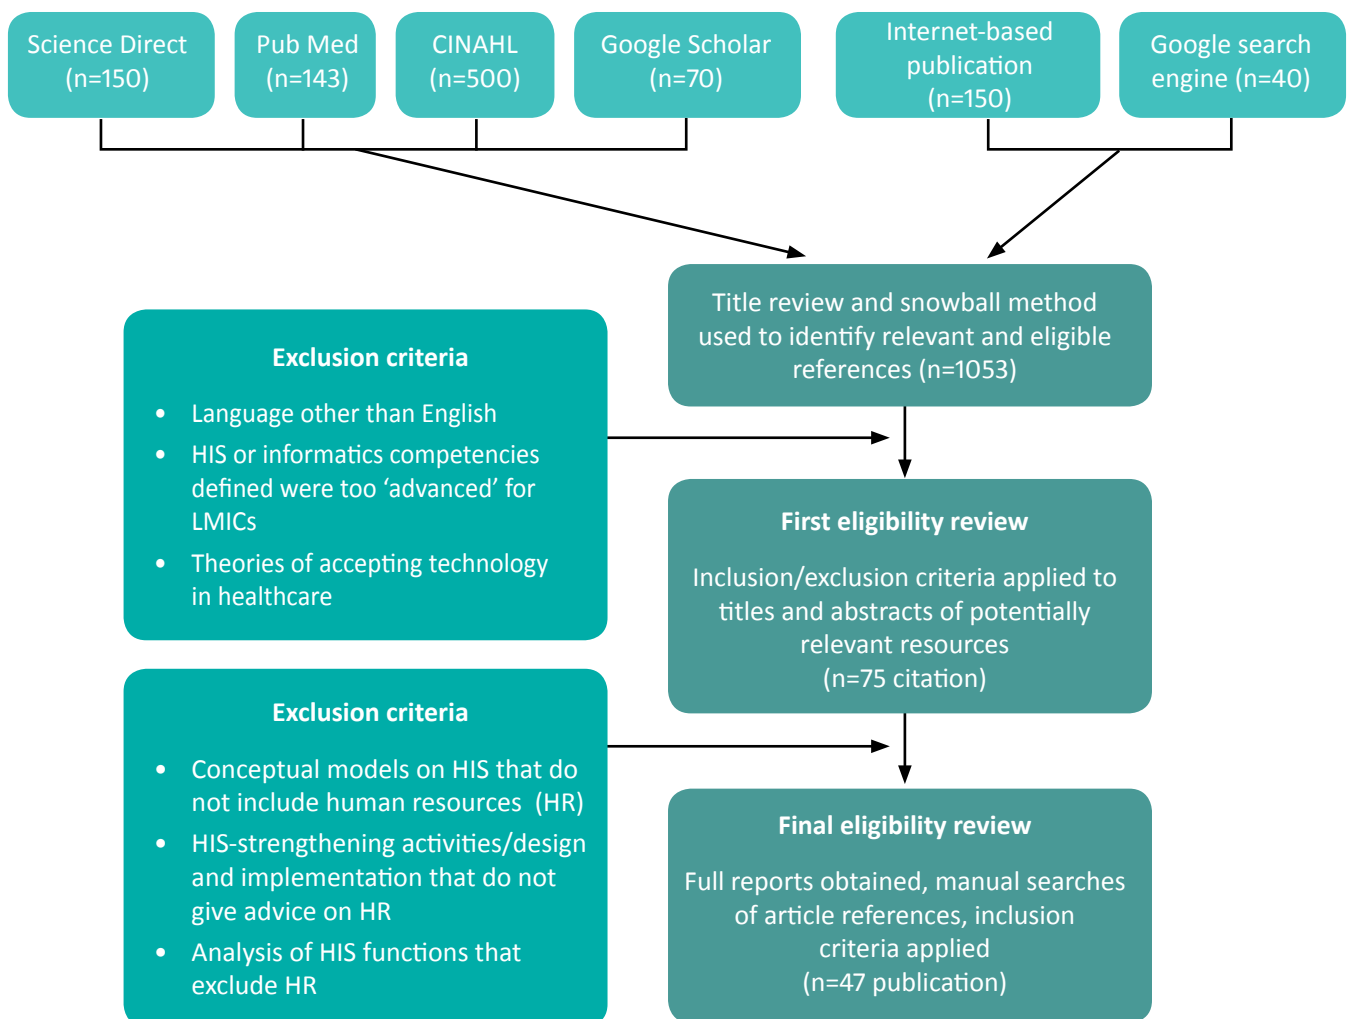 Science Direct
(n=150)
Pub Med
(n=143)
CINAHL
(n=500)
Google Scholar
(n=70)
Internet-based
publication
(n=150)
Google search
engine (n=40)
Title review and snowball method
used to identify relevant and eligible
references (n=1053)
Exclusion criteria
• Language other than English
• HIS or informatics competencies
defined were too ‘advanced’ for
LMICs
• Theories of accepting technology
in healthcare
First eligibility review
Inclusion/exclusion criteria applied to
titles and abstracts of potentially
relevant resources
(n=75 citation)
Exclusion criteria
• Conceptual models on HIS that do
not include human resources (HR)
• HIS-strengthening activities/design
and implementation that do not
give advice on HR
• Analysis of HIS functions that
exclude HR
Final eligibility review
Full reports obtained, manual searches
of article references, inclusion
criteria applied
(n=47 publication)